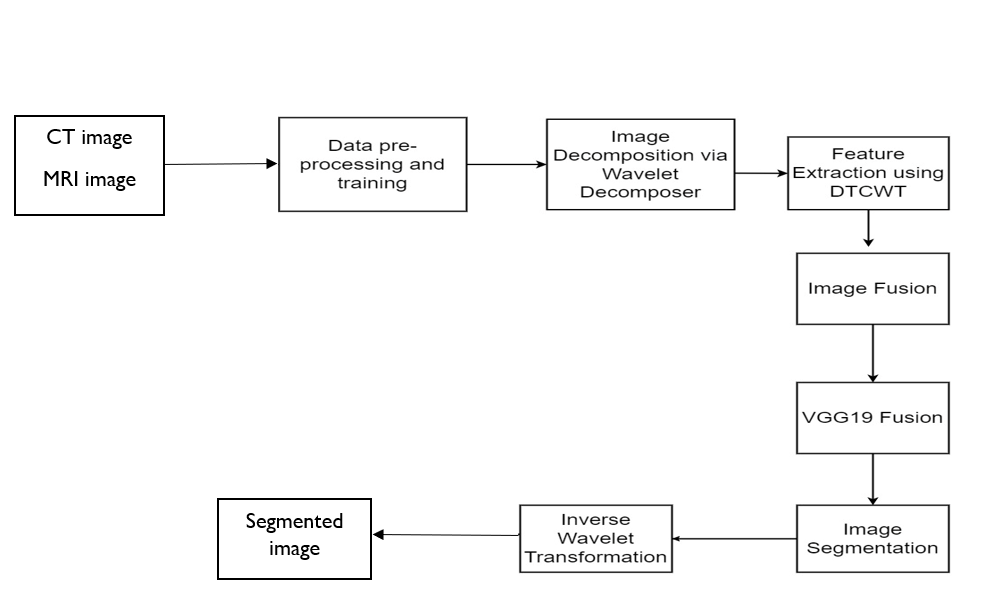 CT image
MRI image
Data pre-
processing and
training
Image
Decomposition via
Wavelet
Decomposer
Feature
Extraction using
DTCWT
Image Fusion
VGG19 Fusion
Image
Segmentation
Inverse
Wavelet
Transformation
Segmented
image